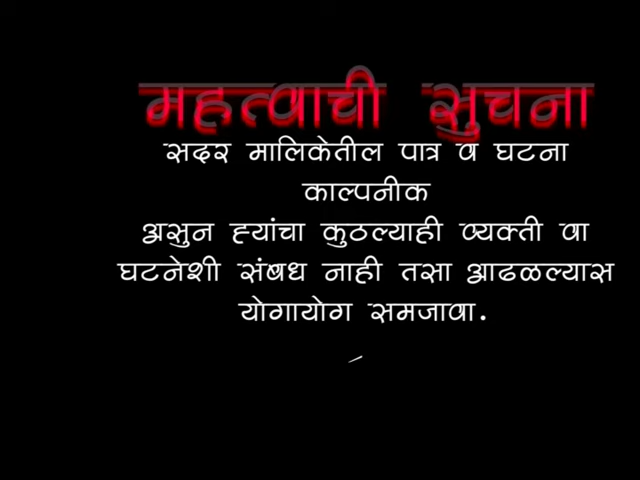 महत्वाची सुचना
सदर मालिकेतील पात्र व घटना
काल्पनीक
असुन ह्यांचा कुठल्याही व्यक्ती वा
घटनेशी संबध नाही तसा आढळल्यास
योगायोग समजावा.